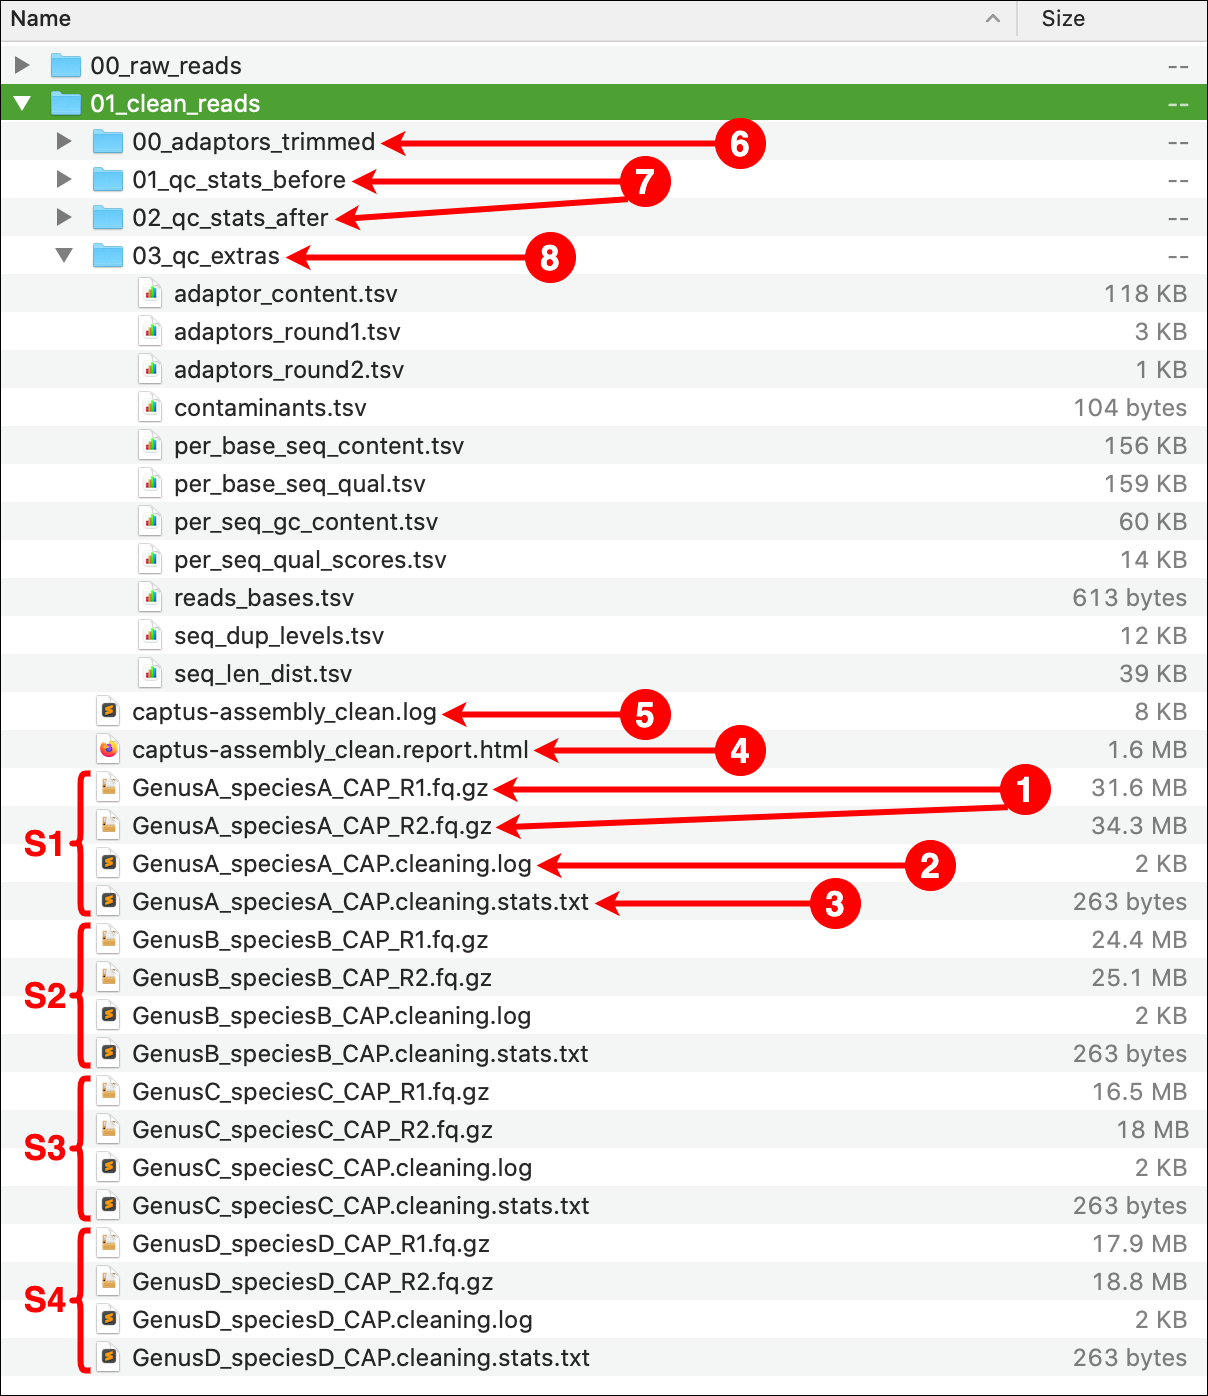 Name Size
00_raw_reads --
01_clean_reads --
00_adaptors_trimmed 6 --
01_qc_stats_before 7 --
02_qc_stats_after --
03_qc_extras 8 --
adaptor_content.tsv 118 KB
adaptors_round1.tsv 3 KB
adaptors_round2.tsv 1 KB
contaminants.tsv 104 bytes
per_base_seq_content.tsv 156 KB
per_base_seq_qual.tsv 159 KB
per_seq_gc_content.tsv 60 KB
per_seq_qual_scores.tsv 14 KB
reads_bases.tsv 613 bytes
seq_dup_levels.tsv 12 KB
seq_len_dist.tsv 39 KB
captus-assembly_clean.log 5 8 KB
captus-assembly_clean.report.html 4 1.6 MB
GenusA_speciesA_CAP_R1.fq.gz 1 31.6 MB
GenusA_speciesA_CAP_R2.fq.gz 34.3 MB
S1
GenusA_speciesA_CAP.cleaning.log 2 2 KB
GenusA_speciesA_CAP.cleaning.stats.txt 3 263 bytes
GenusB_speciesB_CAP_R1.fq.gz 24.4 MB
GenusB_speciesB_CAP_R2.fq.gz 25.1 MB
S2
GenusB_speciesB_CAP.cleaning.log 2 KB
GenusB_speciesB_CAP.cleaning.stats.txt 263 bytes
GenusC_speciesC_CAP_R1.fq.gz 16.5 MB
GenusC_speciesC_CAP_R2.fq.gz 18 MB
S3
GenusC_speciesC_CAP.cleaning.log 2 KB
GenusC_speciesC_CAP.cleaning.stats.txt 263 bytes
GenusD_speciesD_CAP_R1.fq.gz 17.9 MB
GenusD_speciesD_CAP_R2.fq.gz 18.8 MB
S4
GenusD_speciesD_CAP.cleaning.log 2 KB
GenusD_speciesD_CAP.cleaning.stats.txt 263 bytes